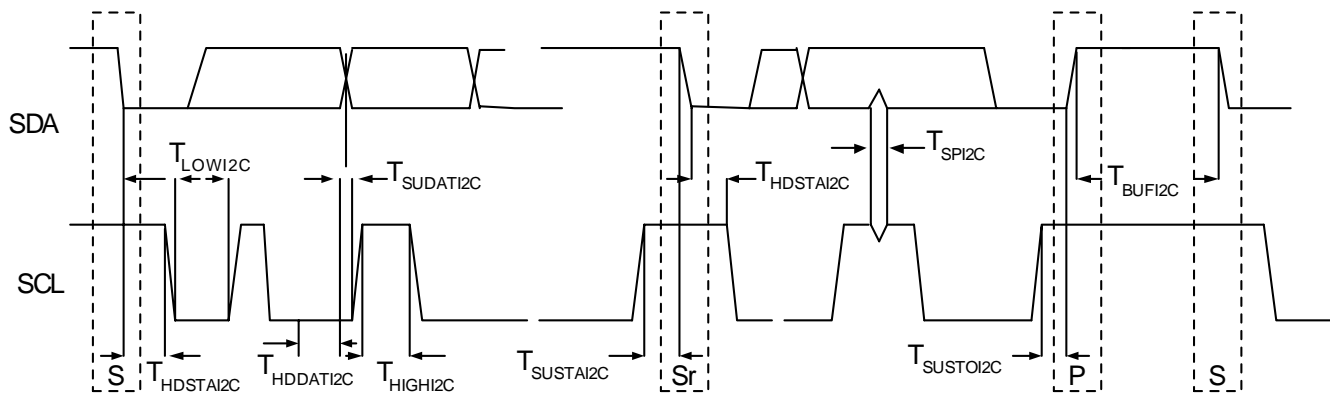 SDA
T_LOWI2C
T_SUDATI2C
T_SPI2C
T_HDSTAI2C
T_BUFI2C
SCL
S
T_HDSTAI2C
T_HDDATI2C
T_HIGHI2C
T_SUSTAI2C
Sr
T_SUSTOI2C
P
S